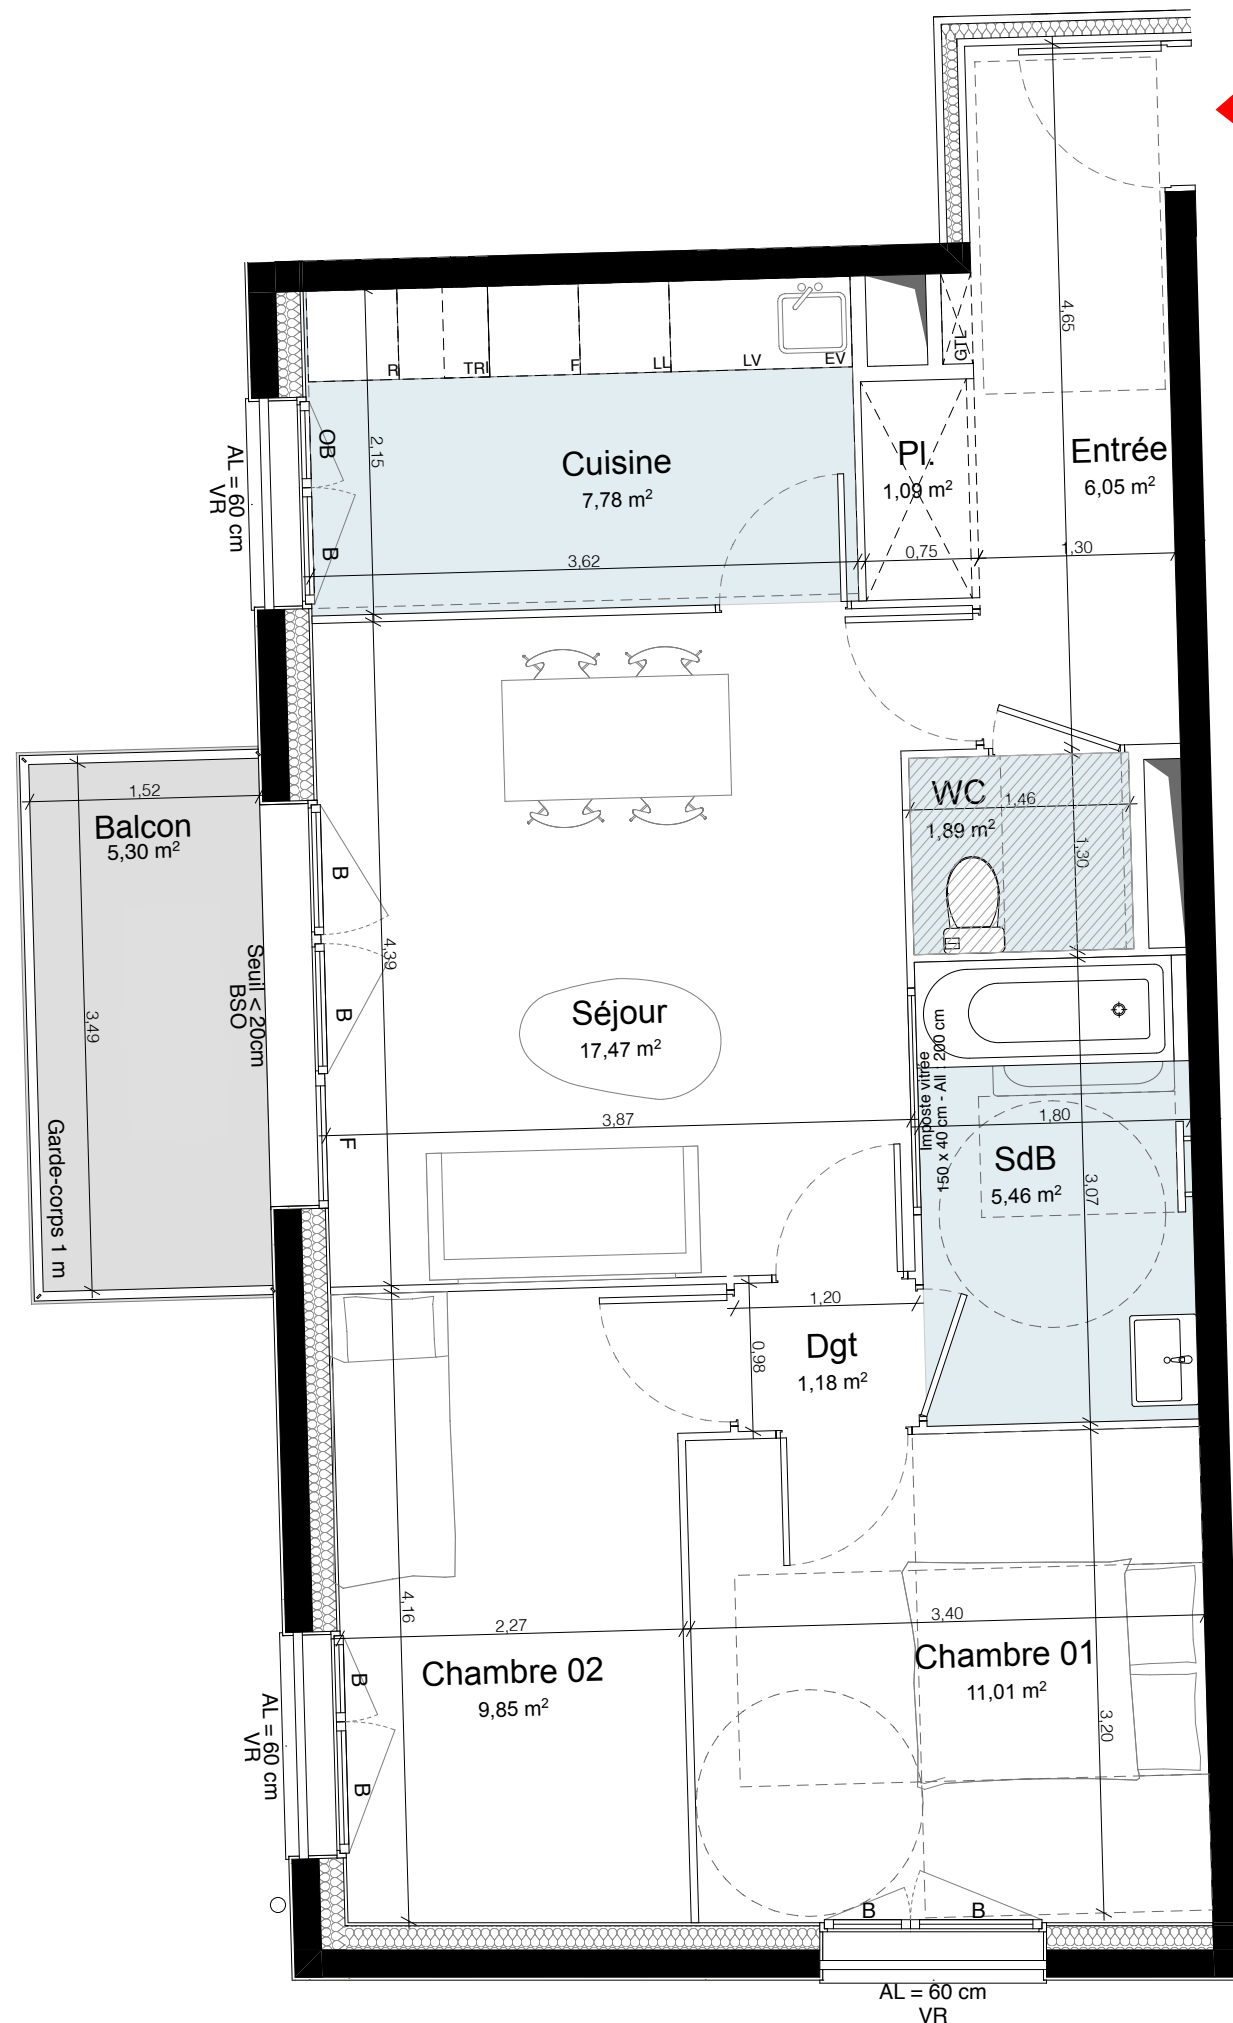 4,65
GTL
R
TRI
F
LL
LV
EV
OB
2,15
AL = 60 cm
VR
Cuisine
7,78 m²
Pl.
1,09 m²
Entrée
6,05 m²
B
3,62
0,75
1,30
WC
1,46
1,89 m²
1,30
1,52
Balcon
5,30 m²
B
4,39
Seuil < 20cm
BSO
3,49
B
Séjour
17,47 m²
Imposte vitrée
150 x 40 cm - All : 200 cm
3,87
1,80
F
Garde-corps 1 m
SdB
5,46 m²
3,07
1,20
0,98
Dgt
1,18 m²
4,16
2,27
3,40
Chambre 02
9,85 m²
Chambre 01
11,01 m²
B
3,20
AL = 60 cm
VR
B
B
B
AL = 60 cm
VR